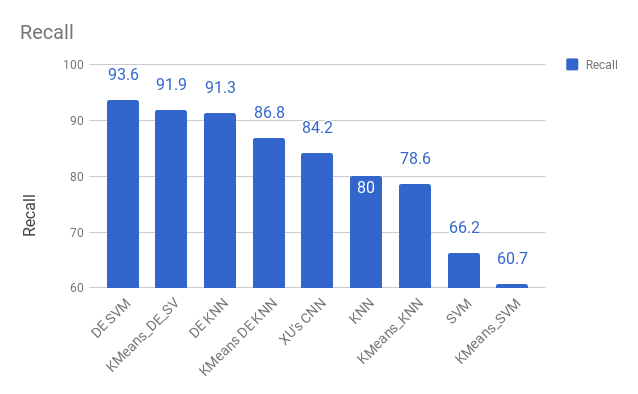 Recall
Recall
100
90
80
70
60
Recall
93.6
91.9
91.3
86.8
84.2
80
78.6
66.2
60.7
DE SVM
KMeans_DE_SV
DE KNN
KMeans DE KNN
XU's CNN
KNN
KMeans_KNN
SVM
KMeans_SVM